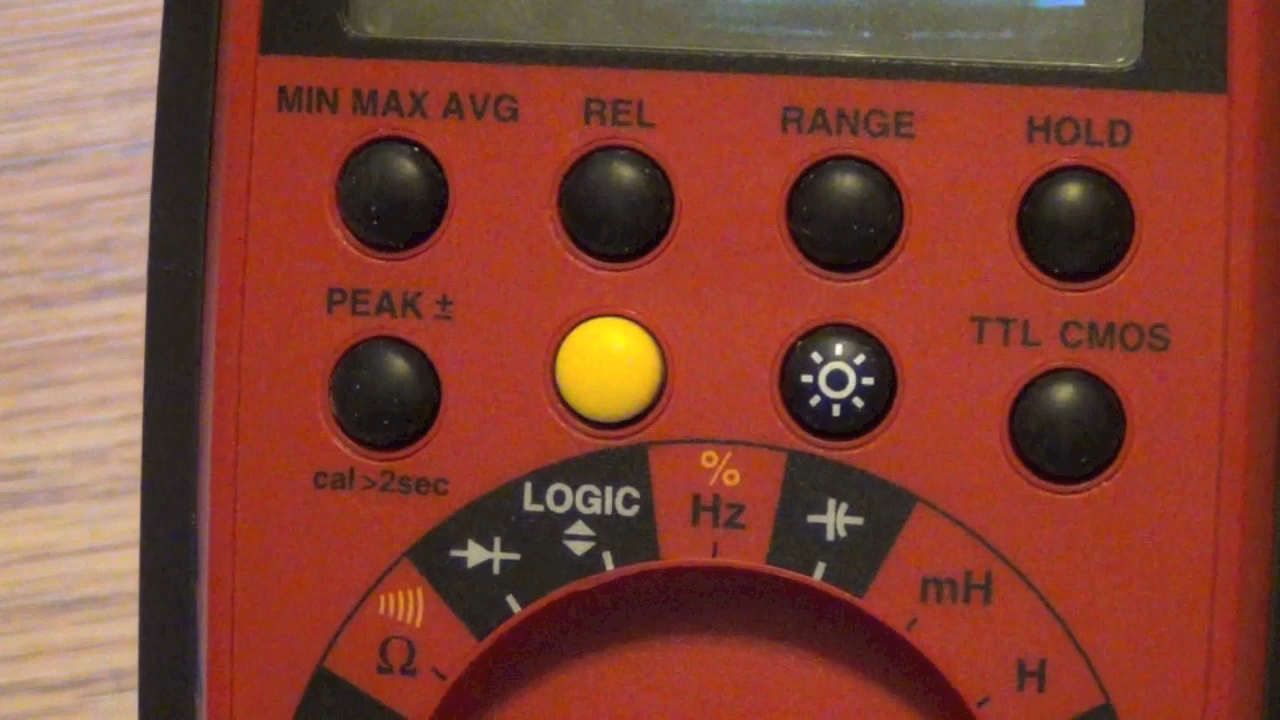 MIN MAX AVG
REL
RANGE
HOLD
PEAK ±
TTL CMOS
cal >2sec
LOGIC
%
Hz
mH
H
Ω